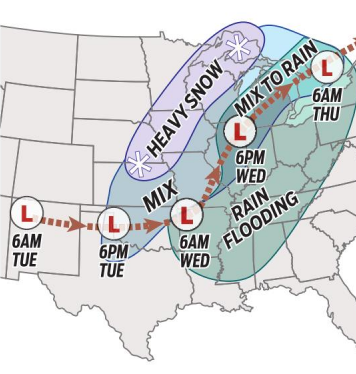 HEAVY SNOW
MIX TO RAIN
L
6AM
THU
L
6PM
WED
MIX
RAIN
FLOODING
L
6AM
TUE
L
6PM
TUE
L
6AM
WED